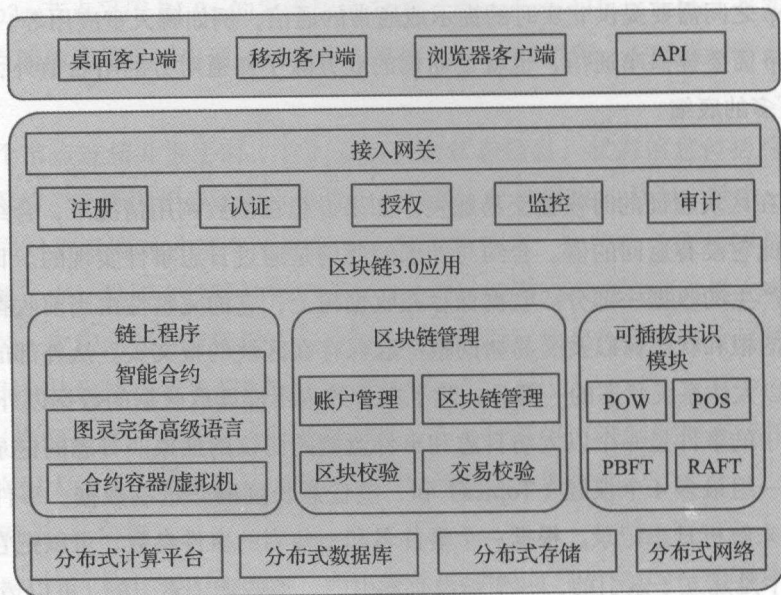 桌面客户端 移动客户端 浏览器客户端 API
接入网关
注册 认证 授权 监控 审计
区块链3.0应用
链上程序
智能合约
图灵完备高级语言
合约容器/虚拟机
区块链管理
账户管理 区块链管理
区块校验 交易校验
可插拔共识
模块
POW POS
PBFT RAFT
分布式计算平台 分布式数据库 分布式存储 分布式网络